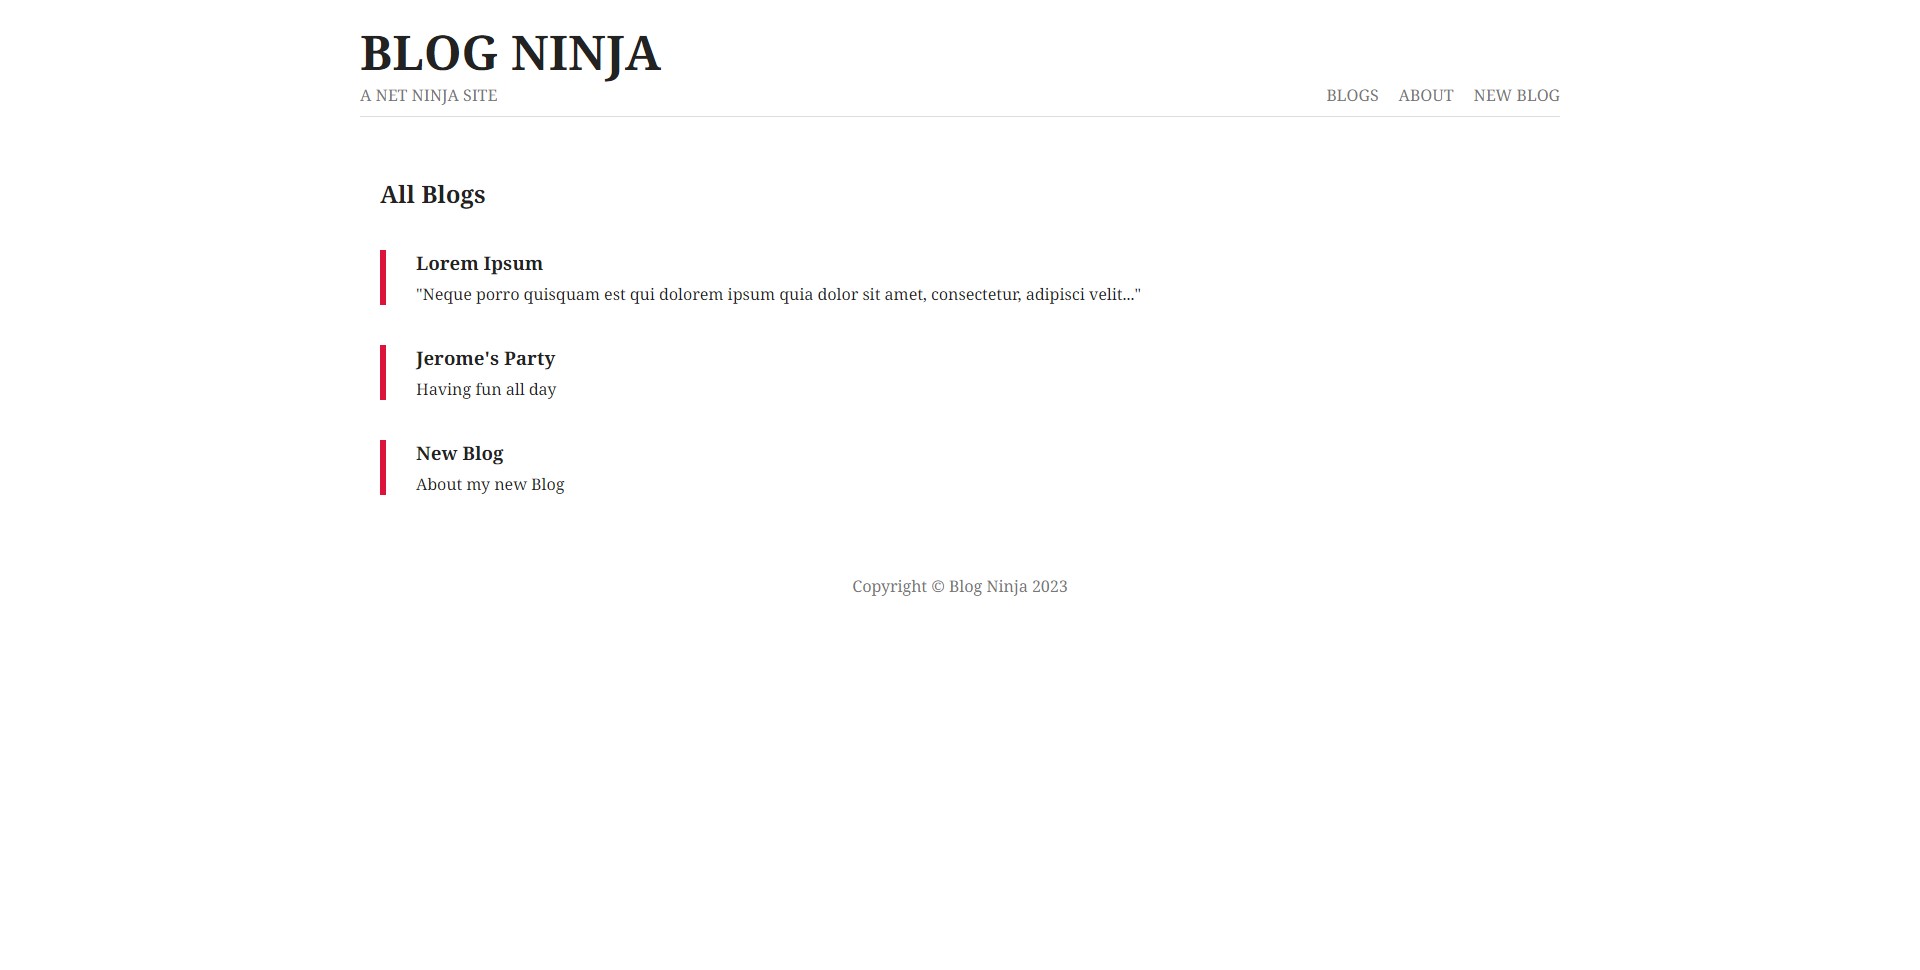 BLOG NINJA
A NET NINJA SITE
BLOGS ABOUT NEW BLOG
All Blogs
Lorem Ipsum
"Neque porro quisquam est qui dolorem ipsum quia dolor sit amet, consectetur, adipisci velit..."
Jerome's Party
Having fun all day
New Blog
About my new Blog
Copyright © Blog Ninja 2023